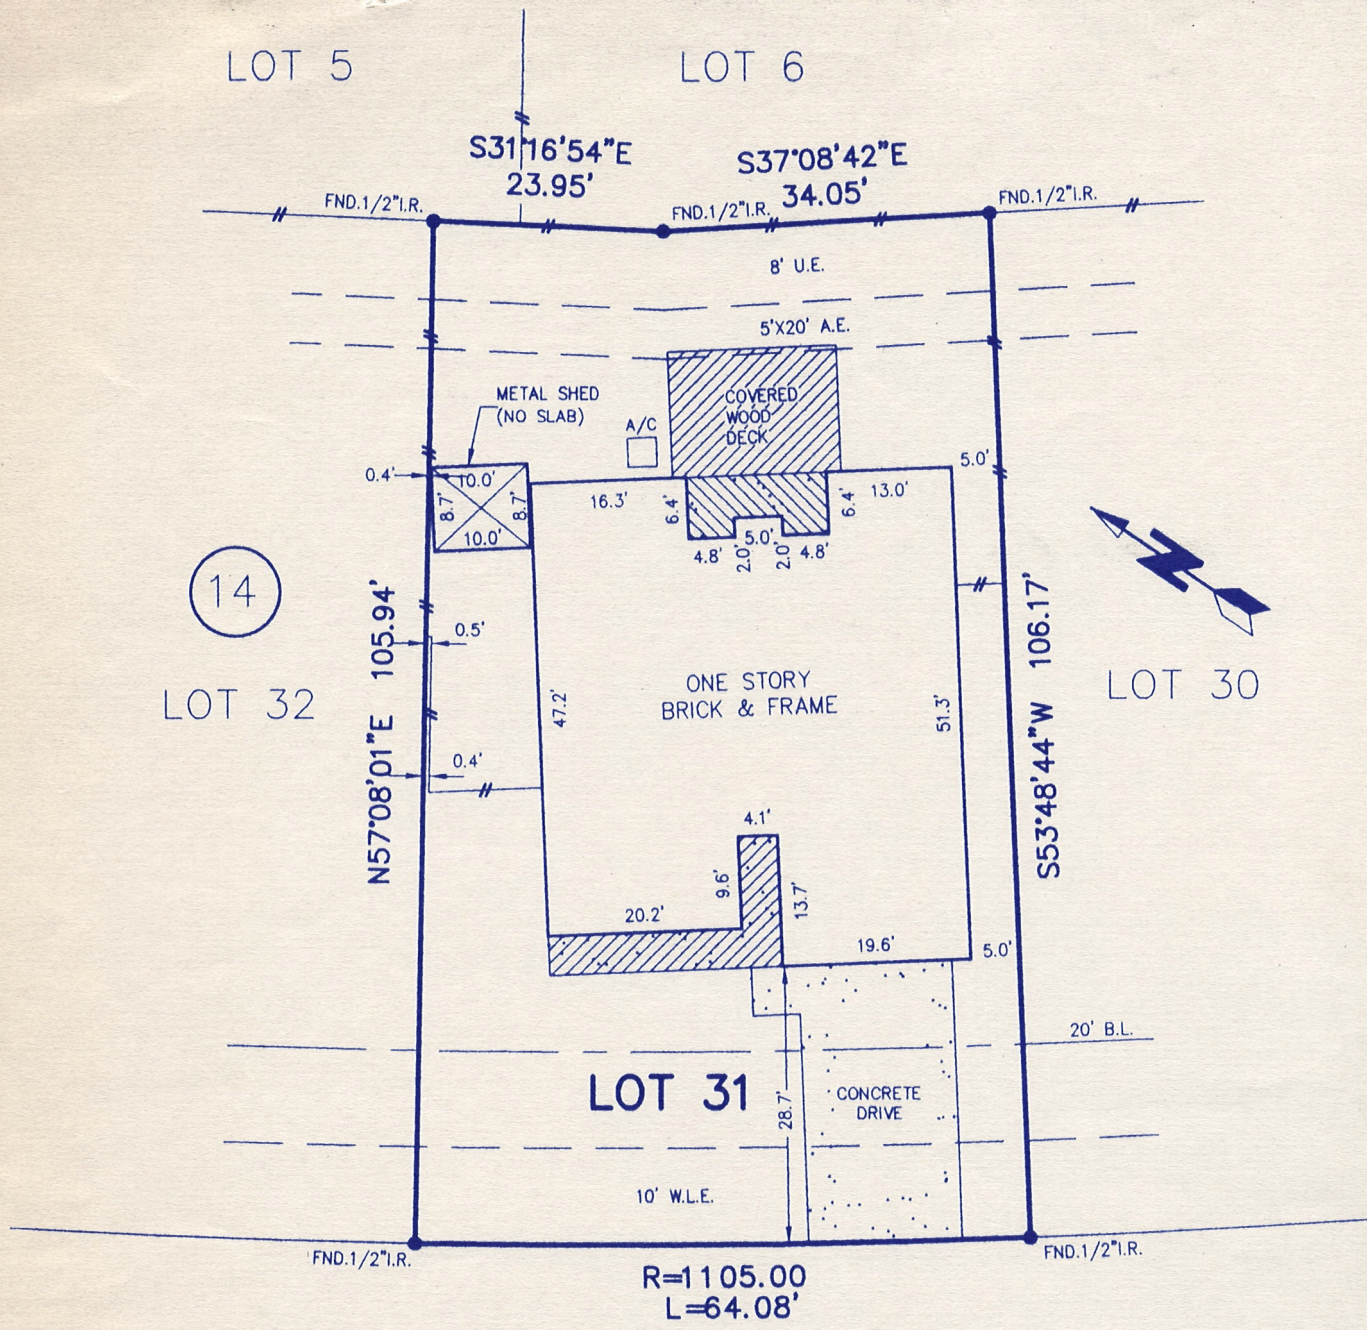 LOT 5
LOT 6
S31°16'54"E
23.95'
S37°08'42"E
34.05'
FND.1/2"I.R.
FND.1/2"I.R.
FND.1/2"I.R.
8' U.E.
5'X20' A.E.
METAL SHED
(NO SLAB)
A/C
COVERED
WOOD
DECK
0.4'
10.0'
8.7'
8.7'
10.0'
16.3'
6.4'
6.4'
13.0'
5.0'
4.8'
2.0'
5.0'
2.0'
4.8'
14
N
LOT 32
N57°08'01"E 105.94'
0.5'
0.4'
47.2'
ONE STORY
BRICK & FRAME
51.3'
S53°48'44"W 106.17'
LOT 30
4.1'
9.6'
13.7'
20.2'
19.6'
5.0'
20' B.L.
LOT 31
28.7'
CONCRETE
DRIVE
10' W.L.E.
FND.1/2"I.R.
FND.1/2"I.R.
R=1105.00
L=64.08'